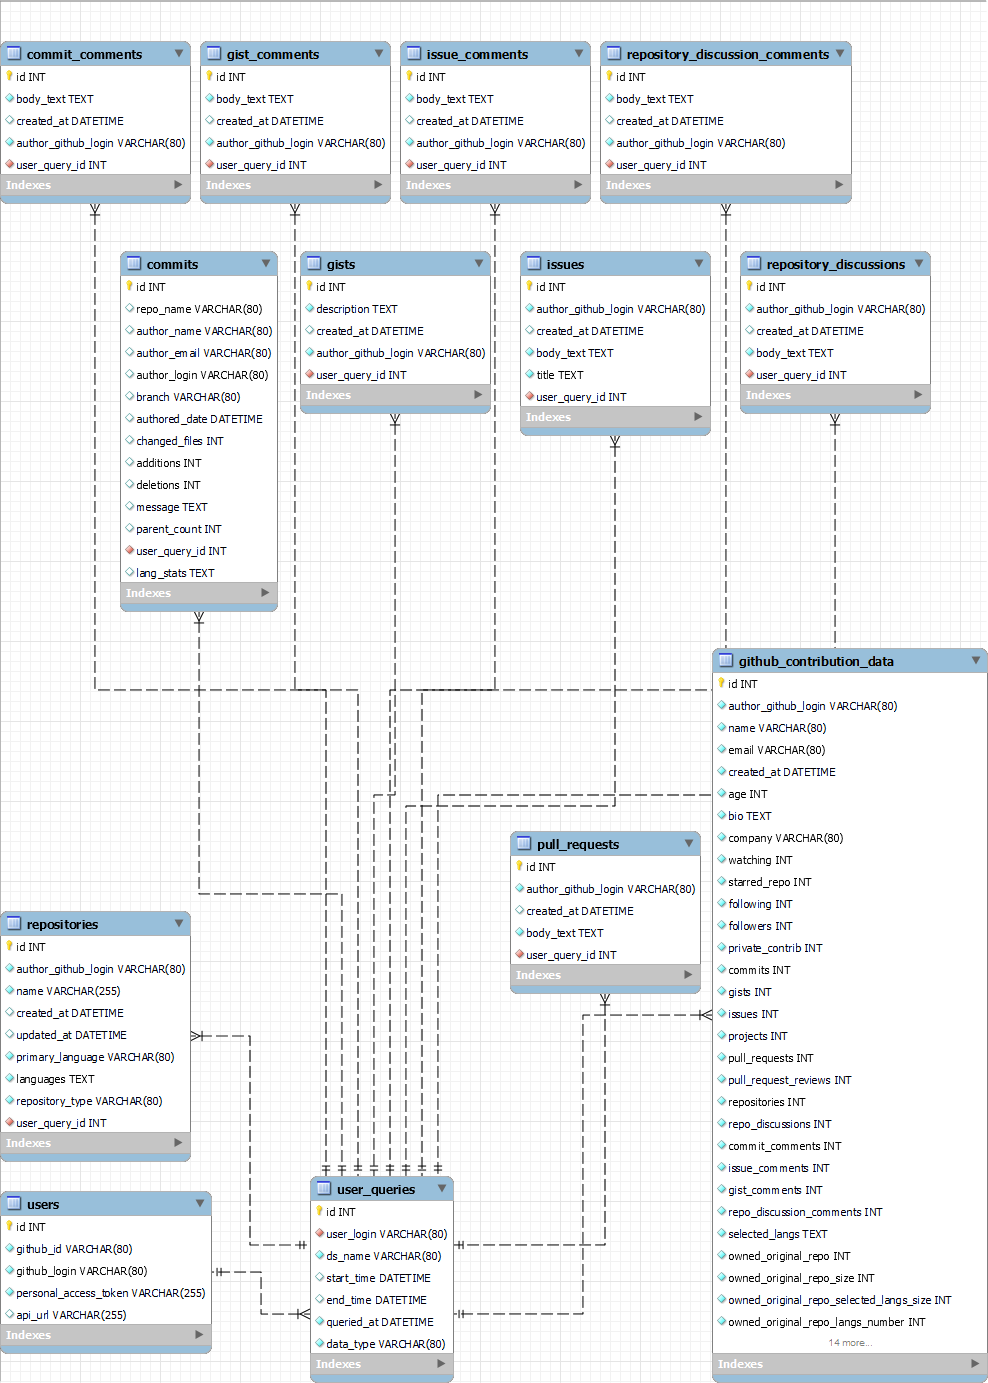 commit_comments
id INT
body_text TEXT
created_at DATETIME
author_github_login VARCHAR(80)
user_query_id INT
Indexes
gist_comments
id INT
body_text TEXT
created_at DATETIME
author_github_login VARCHAR(80)
user_query_id INT
Indexes
issue_comments
id INT
body_text TEXT
created_at DATETIME
author_github_login VARCHAR(80)
user_query_id INT
Indexes
repository_discussion_comments
id INT
body_text TEXT
created_at DATETIME
author_github_login VARCHAR(80)
user_query_id INT
Indexes
commits
id INT
repo_name VARCHAR(80)
author_name VARCHAR(80)
author_email VARCHAR(80)
author_login VARCHAR(80)
branch VARCHAR(80)
authored_date DATETIME
changed_files INT
additions INT
deletions INT
message TEXT
parent_count INT
user_query_id INT
lang_stats TEXT
Indexes
gists
id INT
description TEXT
created_at DATETIME
author_github_login VARCHAR(80)
user_query_id INT
Indexes
issues
id INT
author_github_login VARCHAR(80)
created_at DATETIME
body_text TEXT
title TEXT
user_query_id INT
Indexes
repository_discussions
id INT
author_github_login VARCHAR(80)
created_at DATETIME
body_text TEXT
user_query_id INT
Indexes
github_contribution_data
id INT
author_github_login VARCHAR(80)
name VARCHAR(80)
email VARCHAR(80)
created_at DATETIME
age INT
bio TEXT
company VARCHAR(80)
watching INT
starred_repo INT
following INT
followers INT
private_contrib INT
commits INT
gists INT
issues INT
projects INT
pull_requests INT
pull_request_reviews INT
repositories INT
repo_discussions INT
commit_comments INT
issue_comments INT
gist_comments INT
repo_discussion_comments INT
selected_langs TEXT
owned_original_repo INT
owned_original_repo_size INT
owned_original_repo_selected_langs_size INT
owned_original_repo_langs_number INT
14 more...
Indexes
pull_requests
id INT
author_github_login VARCHAR(80)
created_at DATETIME
body_text TEXT
user_query_id INT
Indexes
repositories
id INT
author_github_login VARCHAR(80)
name VARCHAR(255)
created_at DATETIME
updated_at DATETIME
primary_language VARCHAR(80)
languages TEXT
repository_type VARCHAR(80)
user_query_id INT
Indexes
users
id INT
github_id VARCHAR(80)
github_login VARCHAR(80)
personal_access_token VARCHAR(255)
api_url VARCHAR(255)
Indexes
user_queries
id INT
user_login VARCHAR(80)
ds_name VARCHAR(80)
start_time DATETIME
end_time DATETIME
queried_at DATETIME
data_type VARCHAR(80)
Indexes